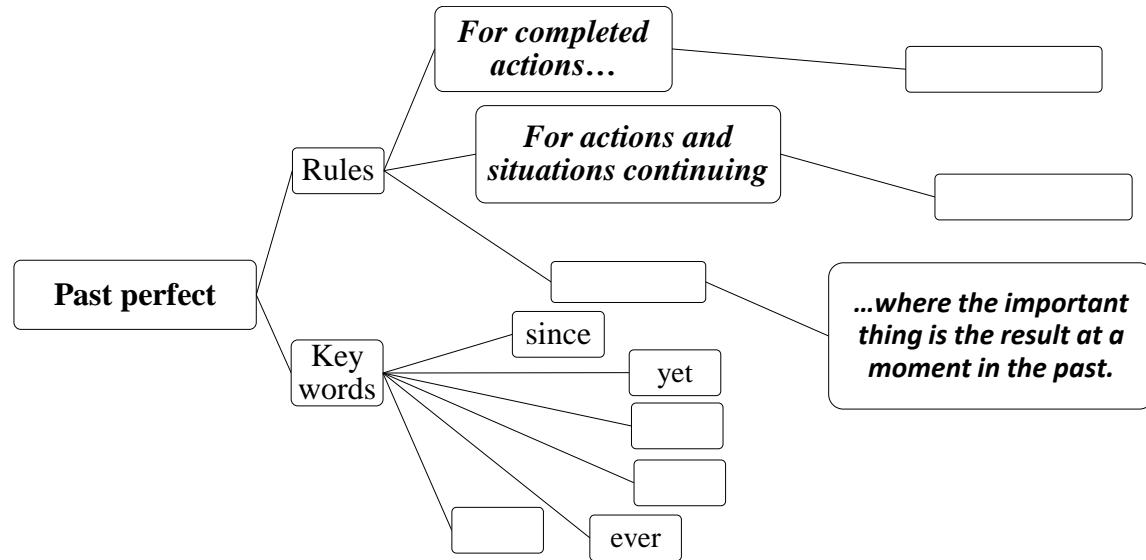 For completed
actions…
For actions and
situations continuing
Rules
Past perfect
…where the important
thing is the result at a
moment in the past.
Key
words
since
yet
ever